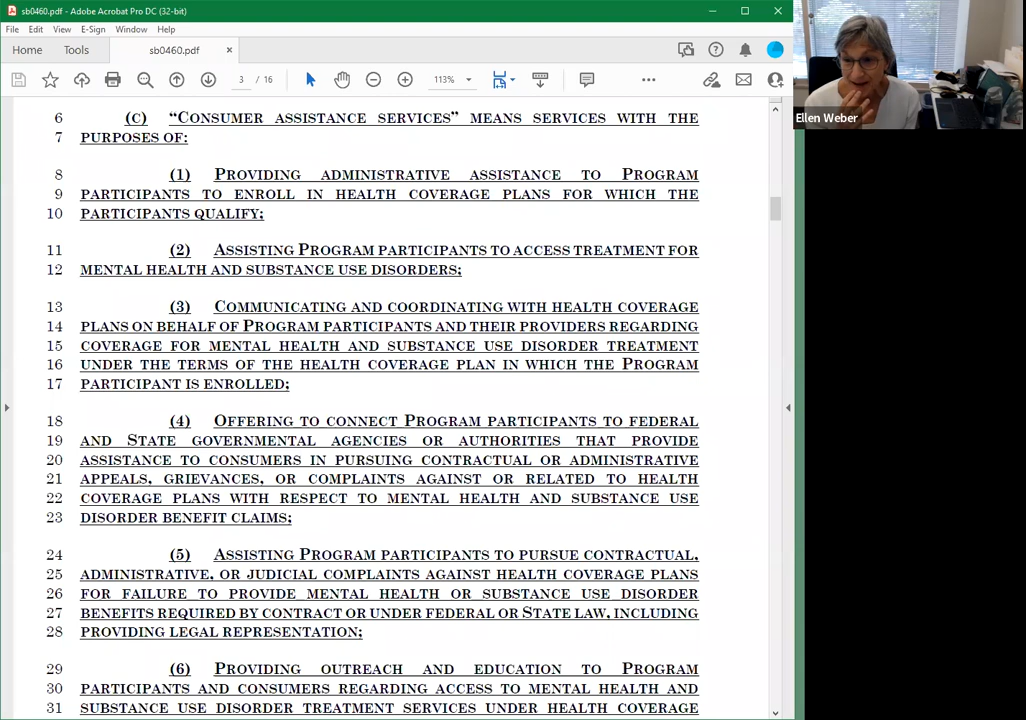 sb0460.pdf - Adobe Acrobat Pro DC (32-bit)
File Edit View E-Sign Window Help
Home Tools sb0460.pdf ×
3 / 16 113%
6 (C) “CONSUMER ASSISTANCE SERVICES” MEANS SERVICES WITH THE
7 PURPOSES OF:
8 (1) PROVIDING ADMINISTRATIVE ASSISTANCE TO PROGRAM
9 PARTICIPANTS TO ENROLL IN HEALTH COVERAGE PLANS FOR WHICH THE
10 PARTICIPANTS QUALIFY;
11 (2) ASSISTING PROGRAM PARTICIPANTS TO ACCESS TREATMENT FOR
12 MENTAL HEALTH AND SUBSTANCE USE DISORDERS;
13 (3) COMMUNICATING AND COORDINATING WITH HEALTH COVERAGE
14 PLANS ON BEHALF OF PROGRAM PARTICIPANTS AND THEIR PROVIDERS REGARDING
15 COVERAGE FOR MENTAL HEALTH AND SUBSTANCE USE DISORDER TREATMENT
16 UNDER THE TERMS OF THE HEALTH COVERAGE PLAN IN WHICH THE PROGRAM
17 PARTICIPANT IS ENROLLED;
18 (4) OFFERING TO CONNECT PROGRAM PARTICIPANTS TO FEDERAL
19 AND STATE GOVERNMENTAL AGENCIES OR AUTHORITIES THAT PROVIDE
20 ASSISTANCE TO CONSUMERS IN PURSUING CONTRACTUAL OR ADMINISTRATIVE
21 APPEALS, GRIEVANCES, OR COMPLAINTS AGAINST OR RELATED TO HEALTH
22 COVERAGE PLANS WITH RESPECT TO MENTAL HEALTH AND SUBSTANCE USE
23 DISORDER BENEFIT CLAIMS;
24 (5) ASSISTING PROGRAM PARTICIPANTS TO PURSUE CONTRACTUAL,
25 ADMINISTRATIVE, OR JUDICIAL COMPLAINTS AGAINST HEALTH COVERAGE PLANS
26 FOR FAILURE TO PROVIDE MENTAL HEALTH OR SUBSTANCE USE DISORDER
27 BENEFITS REQUIRED BY CONTRACT OR UNDER FEDERAL OR STATE LAW, INCLUDING
28 PROVIDING LEGAL REPRESENTATION;
29 (6) PROVIDING OUTREACH AND EDUCATION TO PROGRAM
30 PARTICIPANTS AND CONSUMERS REGARDING ACCESS TO MENTAL HEALTH AND
31 SUBSTANCE USE DISORDER TREATMENT SERVICES UNDER HEALTH COVERAGE
Ellen Weber